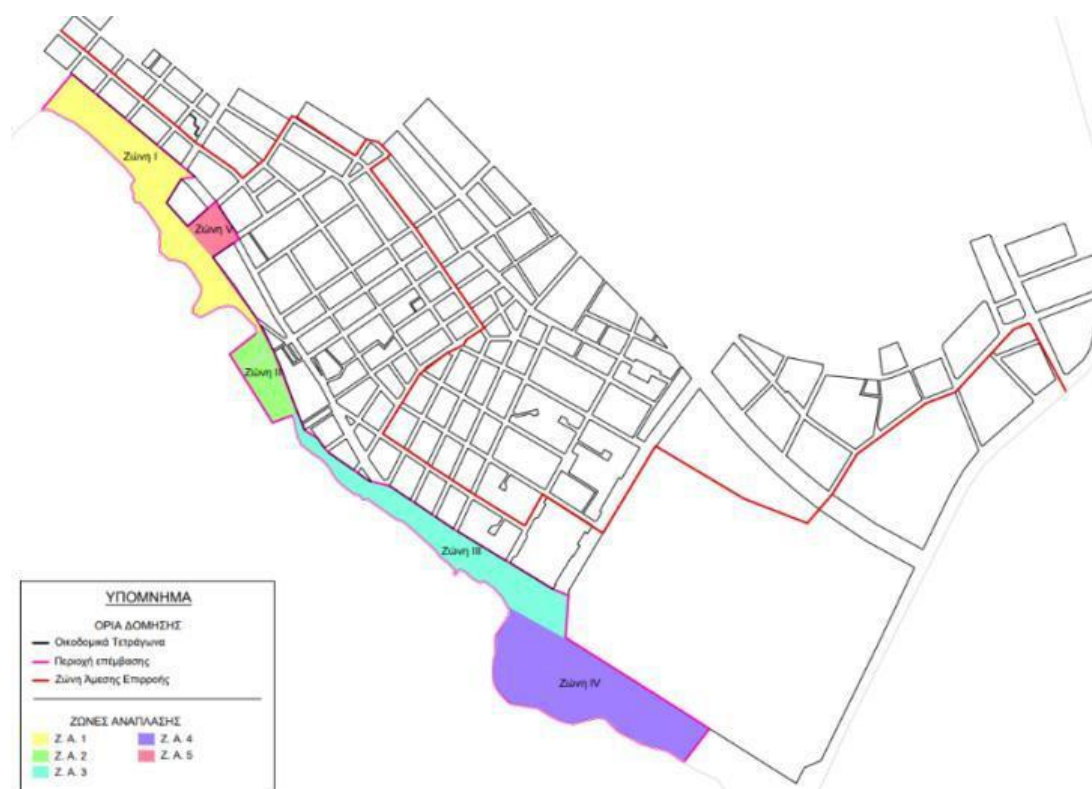 Ζώνη I
Ζώνη V
Ζώνη II
Ζώνη III
Ζώνη IV
ΥΠΟΜΝΗΜΑ
ΟΡΙΑ ΔΟΜΗΣΗΣ
Οικοδομικά Τετράγωνα
Περιοχή επέμβασης
Ζώνη Άμεσης Επιρροής
ΖΩΝΕΣ ΑΝΑΠΛΑΣΗΣ
Ζ. Α. 1
Ζ. Α. 4
Ζ. Α. 2
Ζ. Α. 5
Ζ. Α. 3